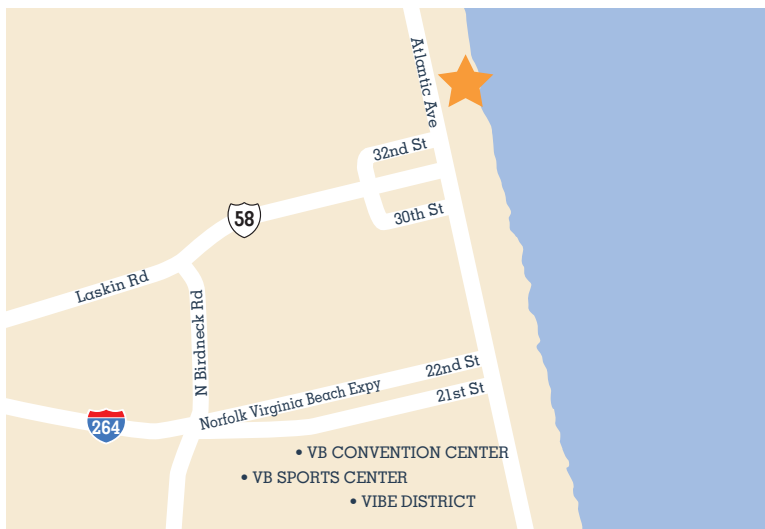 Atlantic Ave
32nd St
58
30th St
Laskin Rd
N Birdneck Rd
22nd St
Norfolk Virginia Beach Expy
21st St
264
• VB CONVENTION CENTER
• VB SPORTS CENTER
• VIBE DISTRICT